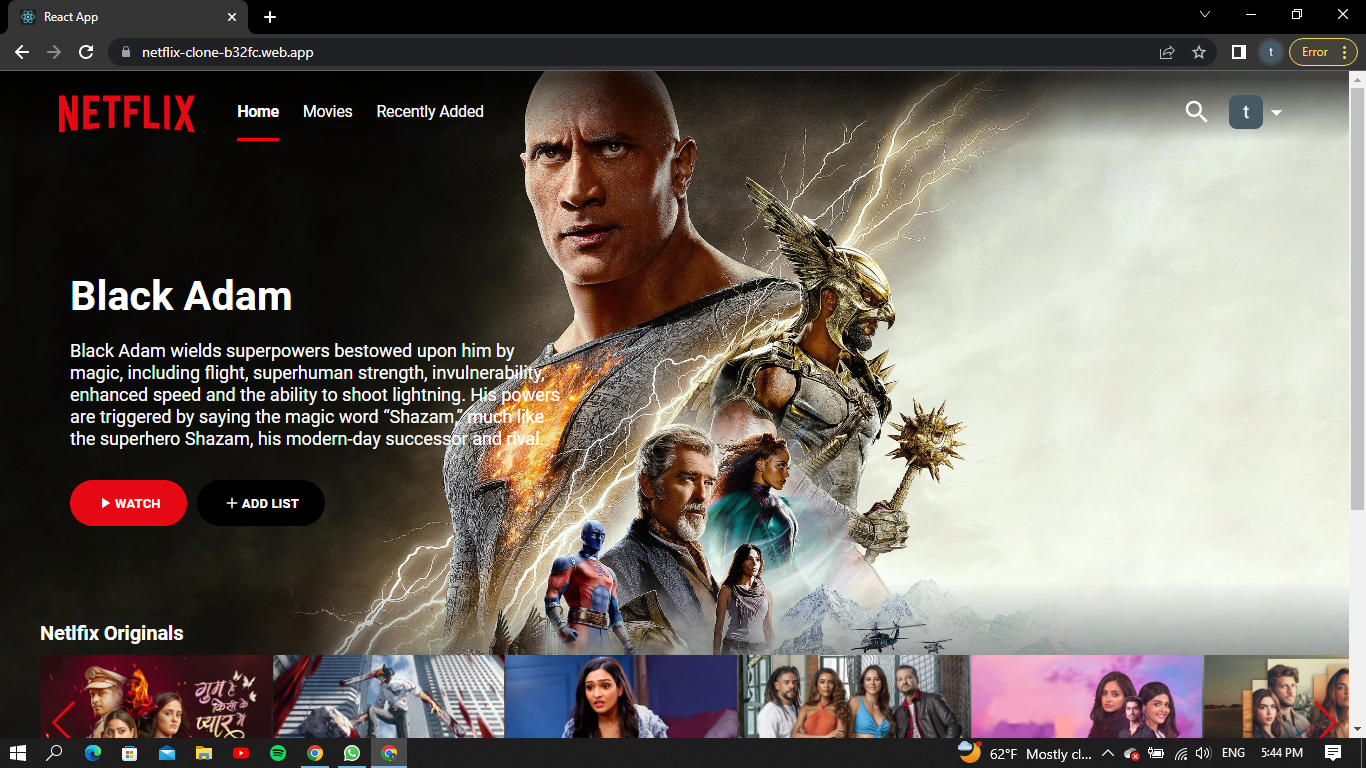 React App
netflix-clone-b32fc.web.app
t
Error
NETFLIX
Home
Movies
Recently Added
t
Black Adam
Black Adam wields superpowers bestowed upon him by
magic, including flight, superhuman strength, invulnerability,
enhanced speed and the ability to shoot lightning. His powers
are triggered by saying the magic word “Shazam,” much like
the superhero Shazam, his modern-day successor and rival.
WATCH
ADD LIST
Netlfix Originals
गुम है
किसी के
प्यार में
62°F Mostly cl...
ENG
5:44 PM